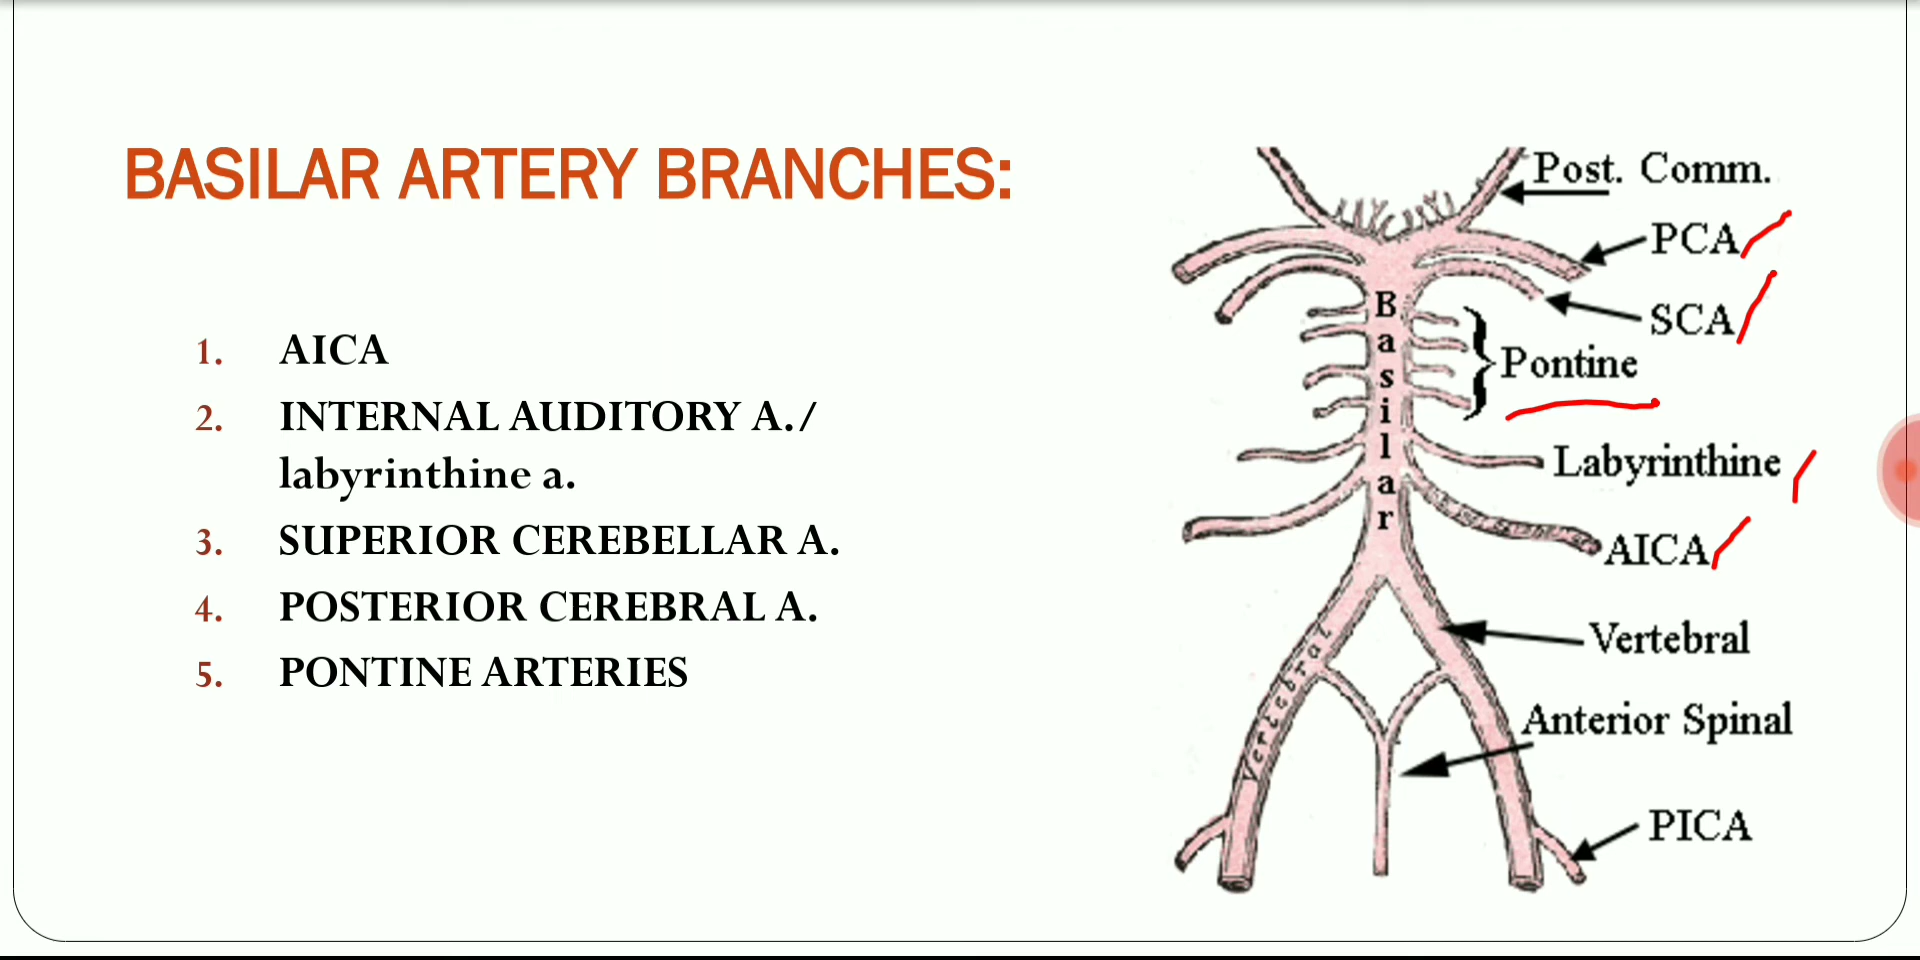 BASILAR ARTERY BRANCHES:
1. AICA
2. INTERNAL AUDITORY A./
labyrinthine a.
3. SUPERIOR CEREBELLAR A.
4. POSTERIOR CEREBRAL A.
5. PONTINE ARTERIES
Post. Comm.
PCA
SCA
Pontine
Labyrinthine
AICA
Vertebral
Anterior Spinal
PICA
Basilar
Vertebral